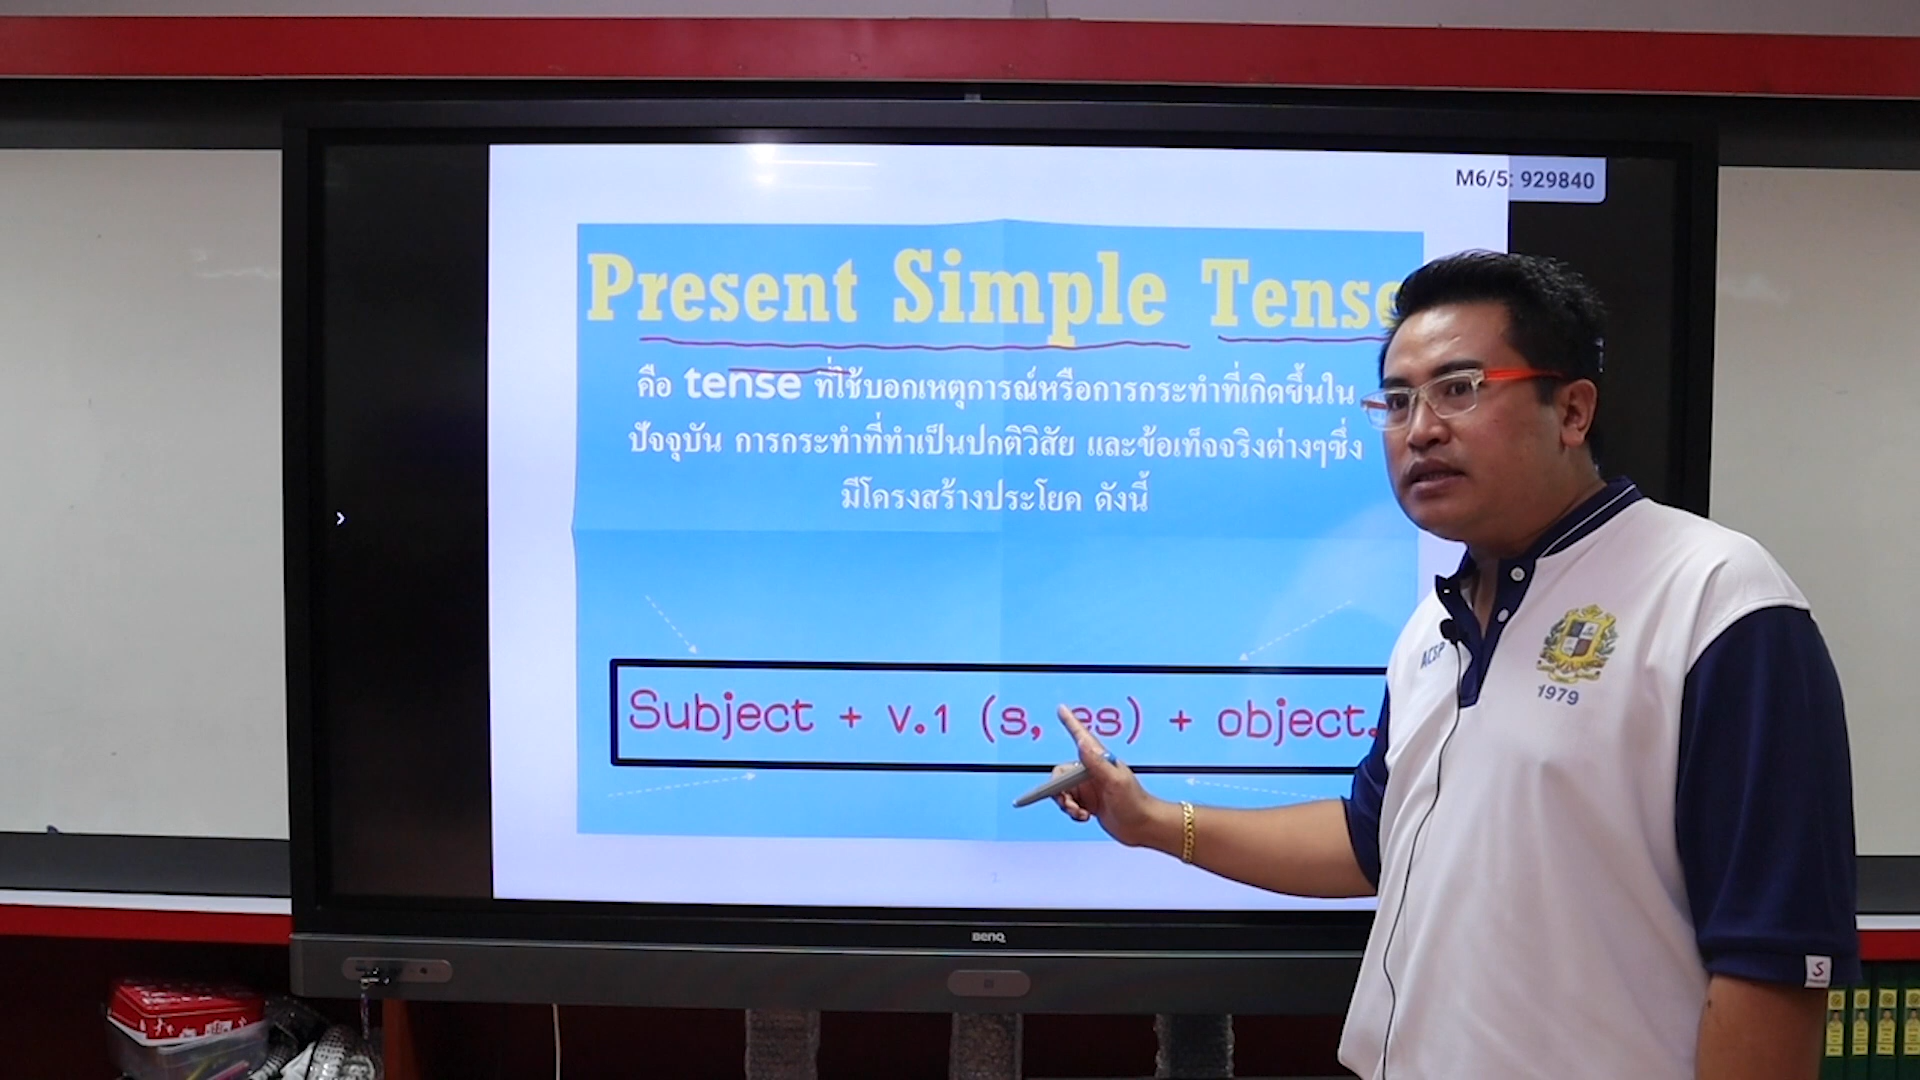 M6/5: 929840
Present Simple Tense
คือ tense ที่ใช้บอกเหตุการณ์หรือการกระทำที่เกิดขึ้นใน
ปัจจุบัน การกระทำที่ทำเป็นปกติวิสัย และข้อเท็จจริงต่างๆซึ่ง
มีโครงสร้างประโยค ดังนี้
Subject + v.1 (s, es) + object.
ACSP
1979
BenQ
S